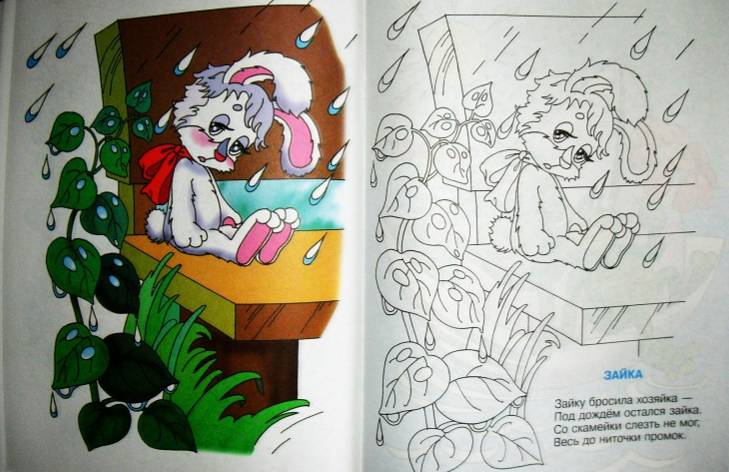 ЗАЙКА
Зайку бросила хозяйка —
Под дождём остался зайка.
Со скамейки слезть не мог,
Весь до ниточки промок.